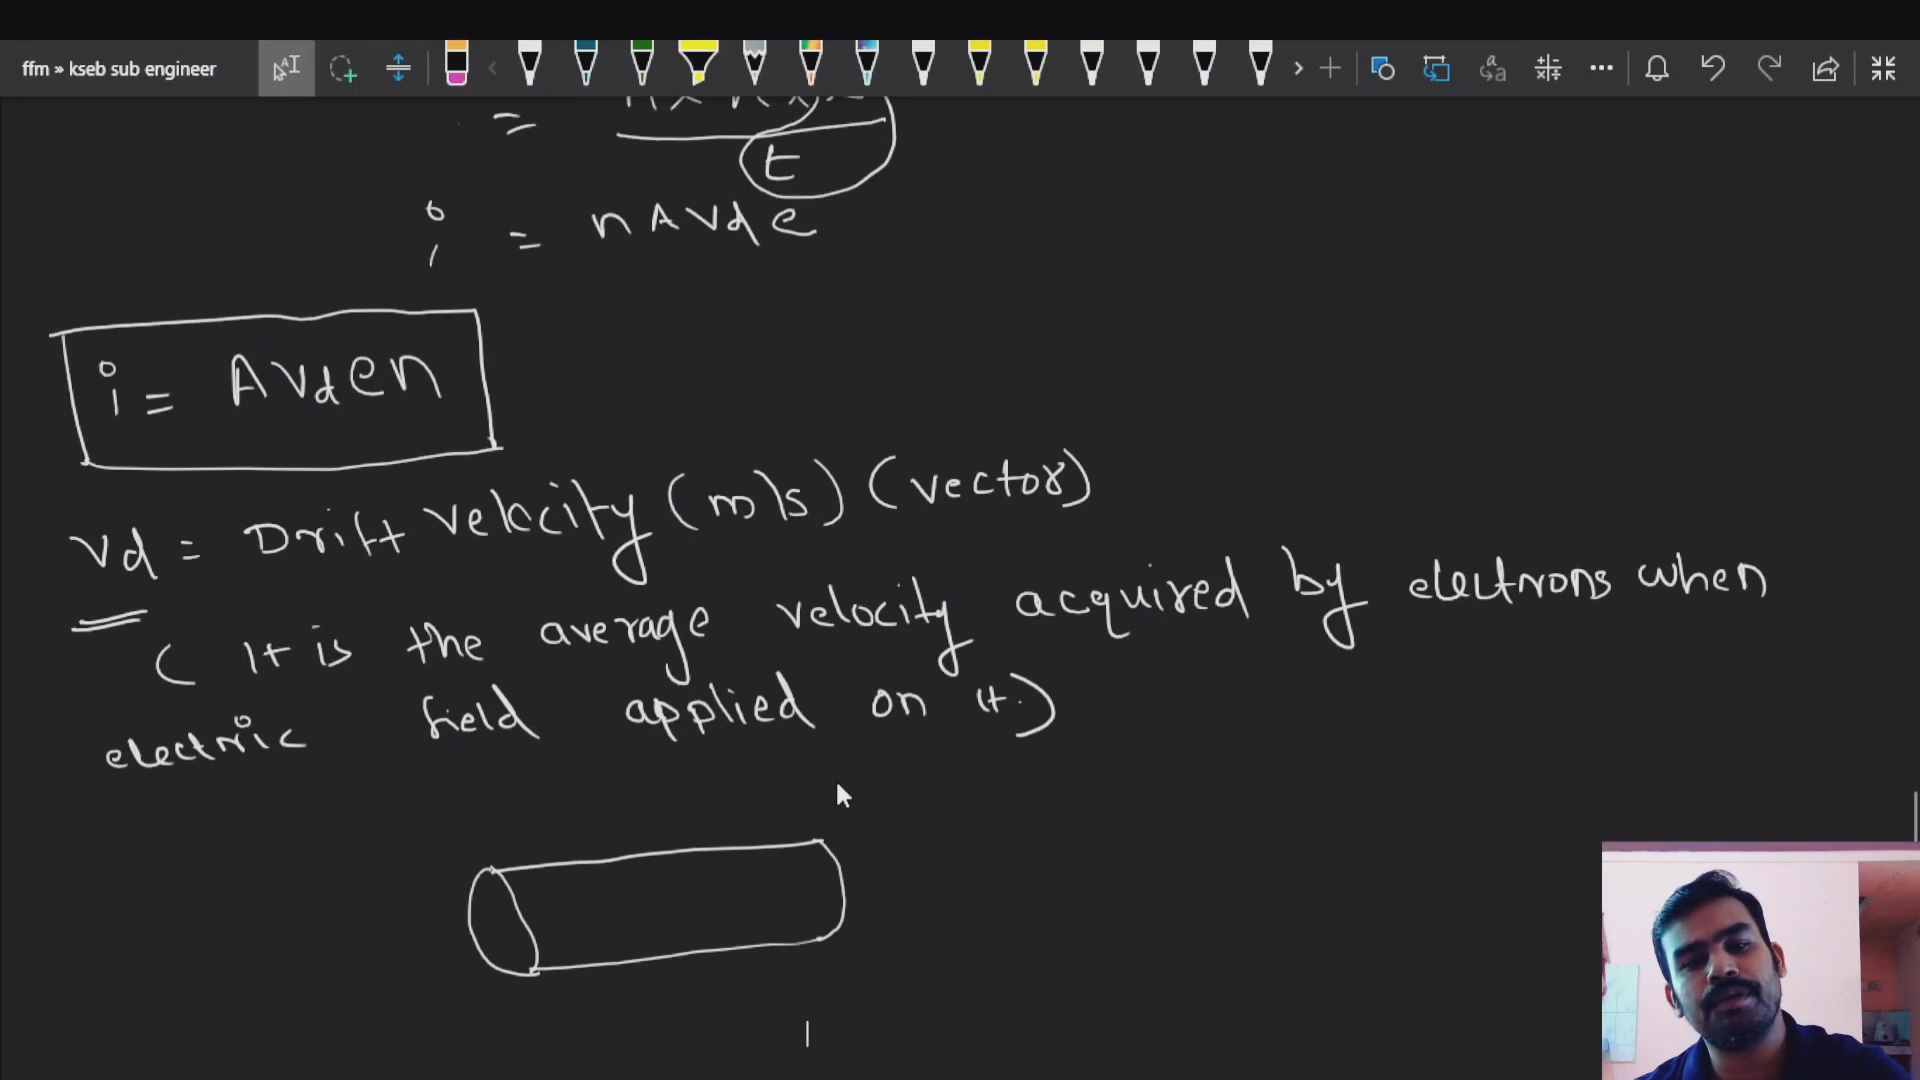 ffm » kseb sub engineer
=
t
i = nAVde
i = AVden
Vd = Drift velocity (m\s) (vector)
( It is the average velocity acquired by electrons when
electric field applied on it.)